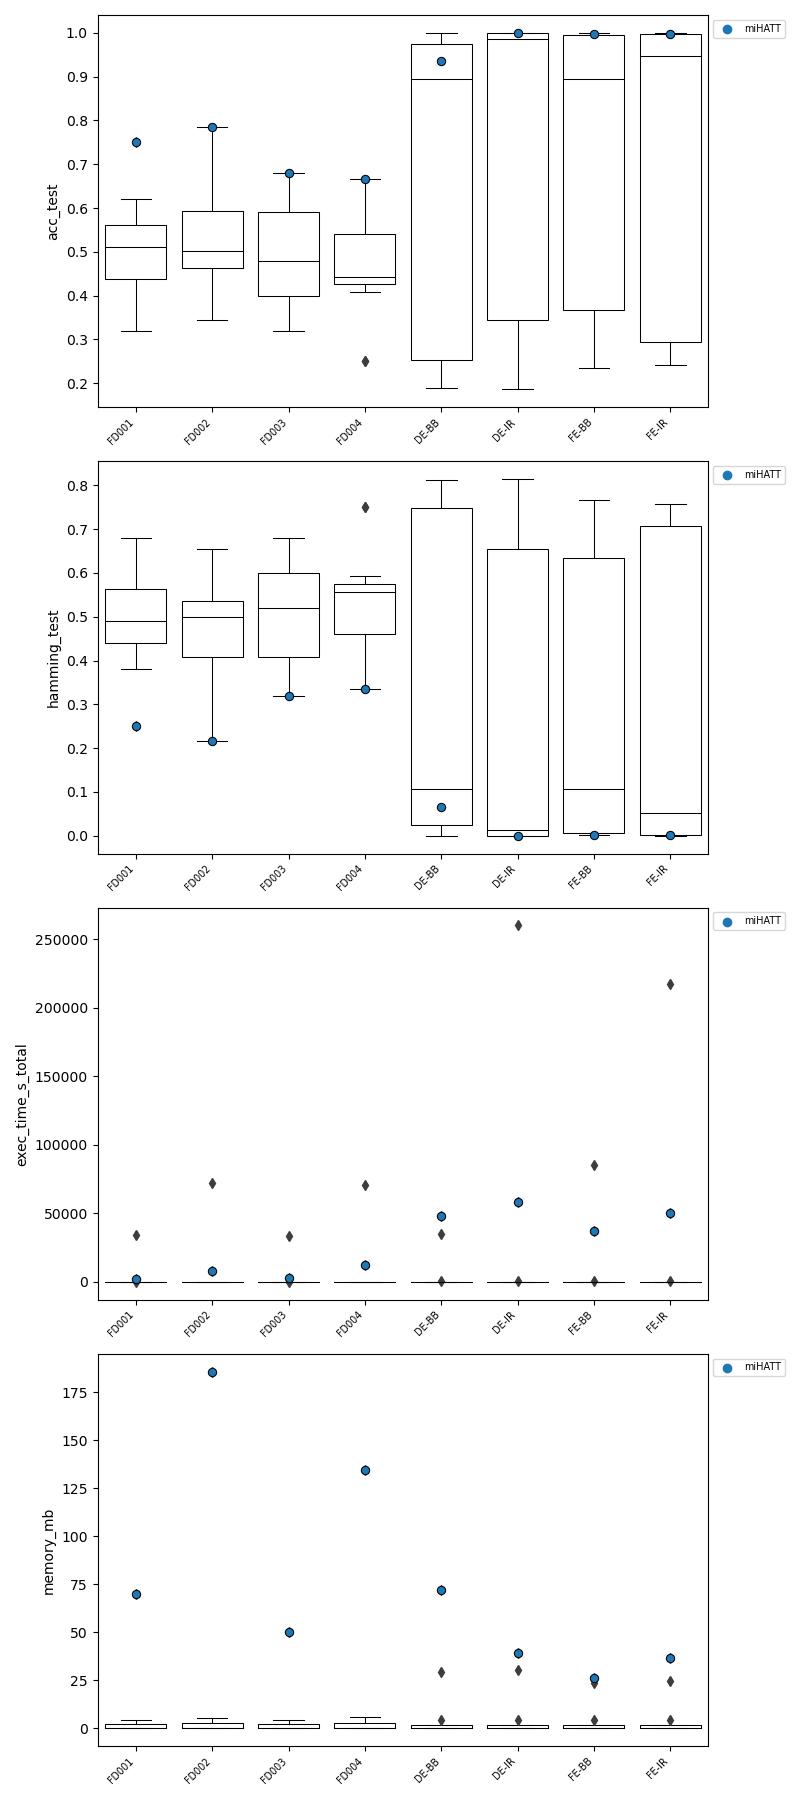 1.0
0.9
0.8
0.7
0.6
0.5
0.4
0.3
0.2
acc_test
FD001 FD002 FD003 FD004 DE-BB DE-IR FE-BB FE-IR
miHATT
0.8
0.7
0.6
0.5
0.4
0.3
0.2
0.1
0.0
hamming_test
FD001 FD002 FD003 FD004 DE-BB DE-IR FE-BB FE-IR
miHATT
250000
200000
150000
100000
50000
0
exec_time_s_total
FD001 FD002 FD003 FD004 DE-BB DE-IR FE-BB FE-IR
miHATT
175
150
125
100
75
50
25
0
memory_mb
FD001 FD002 FD003 FD004 DE-BB DE-IR FE-BB FE-IR
miHATT